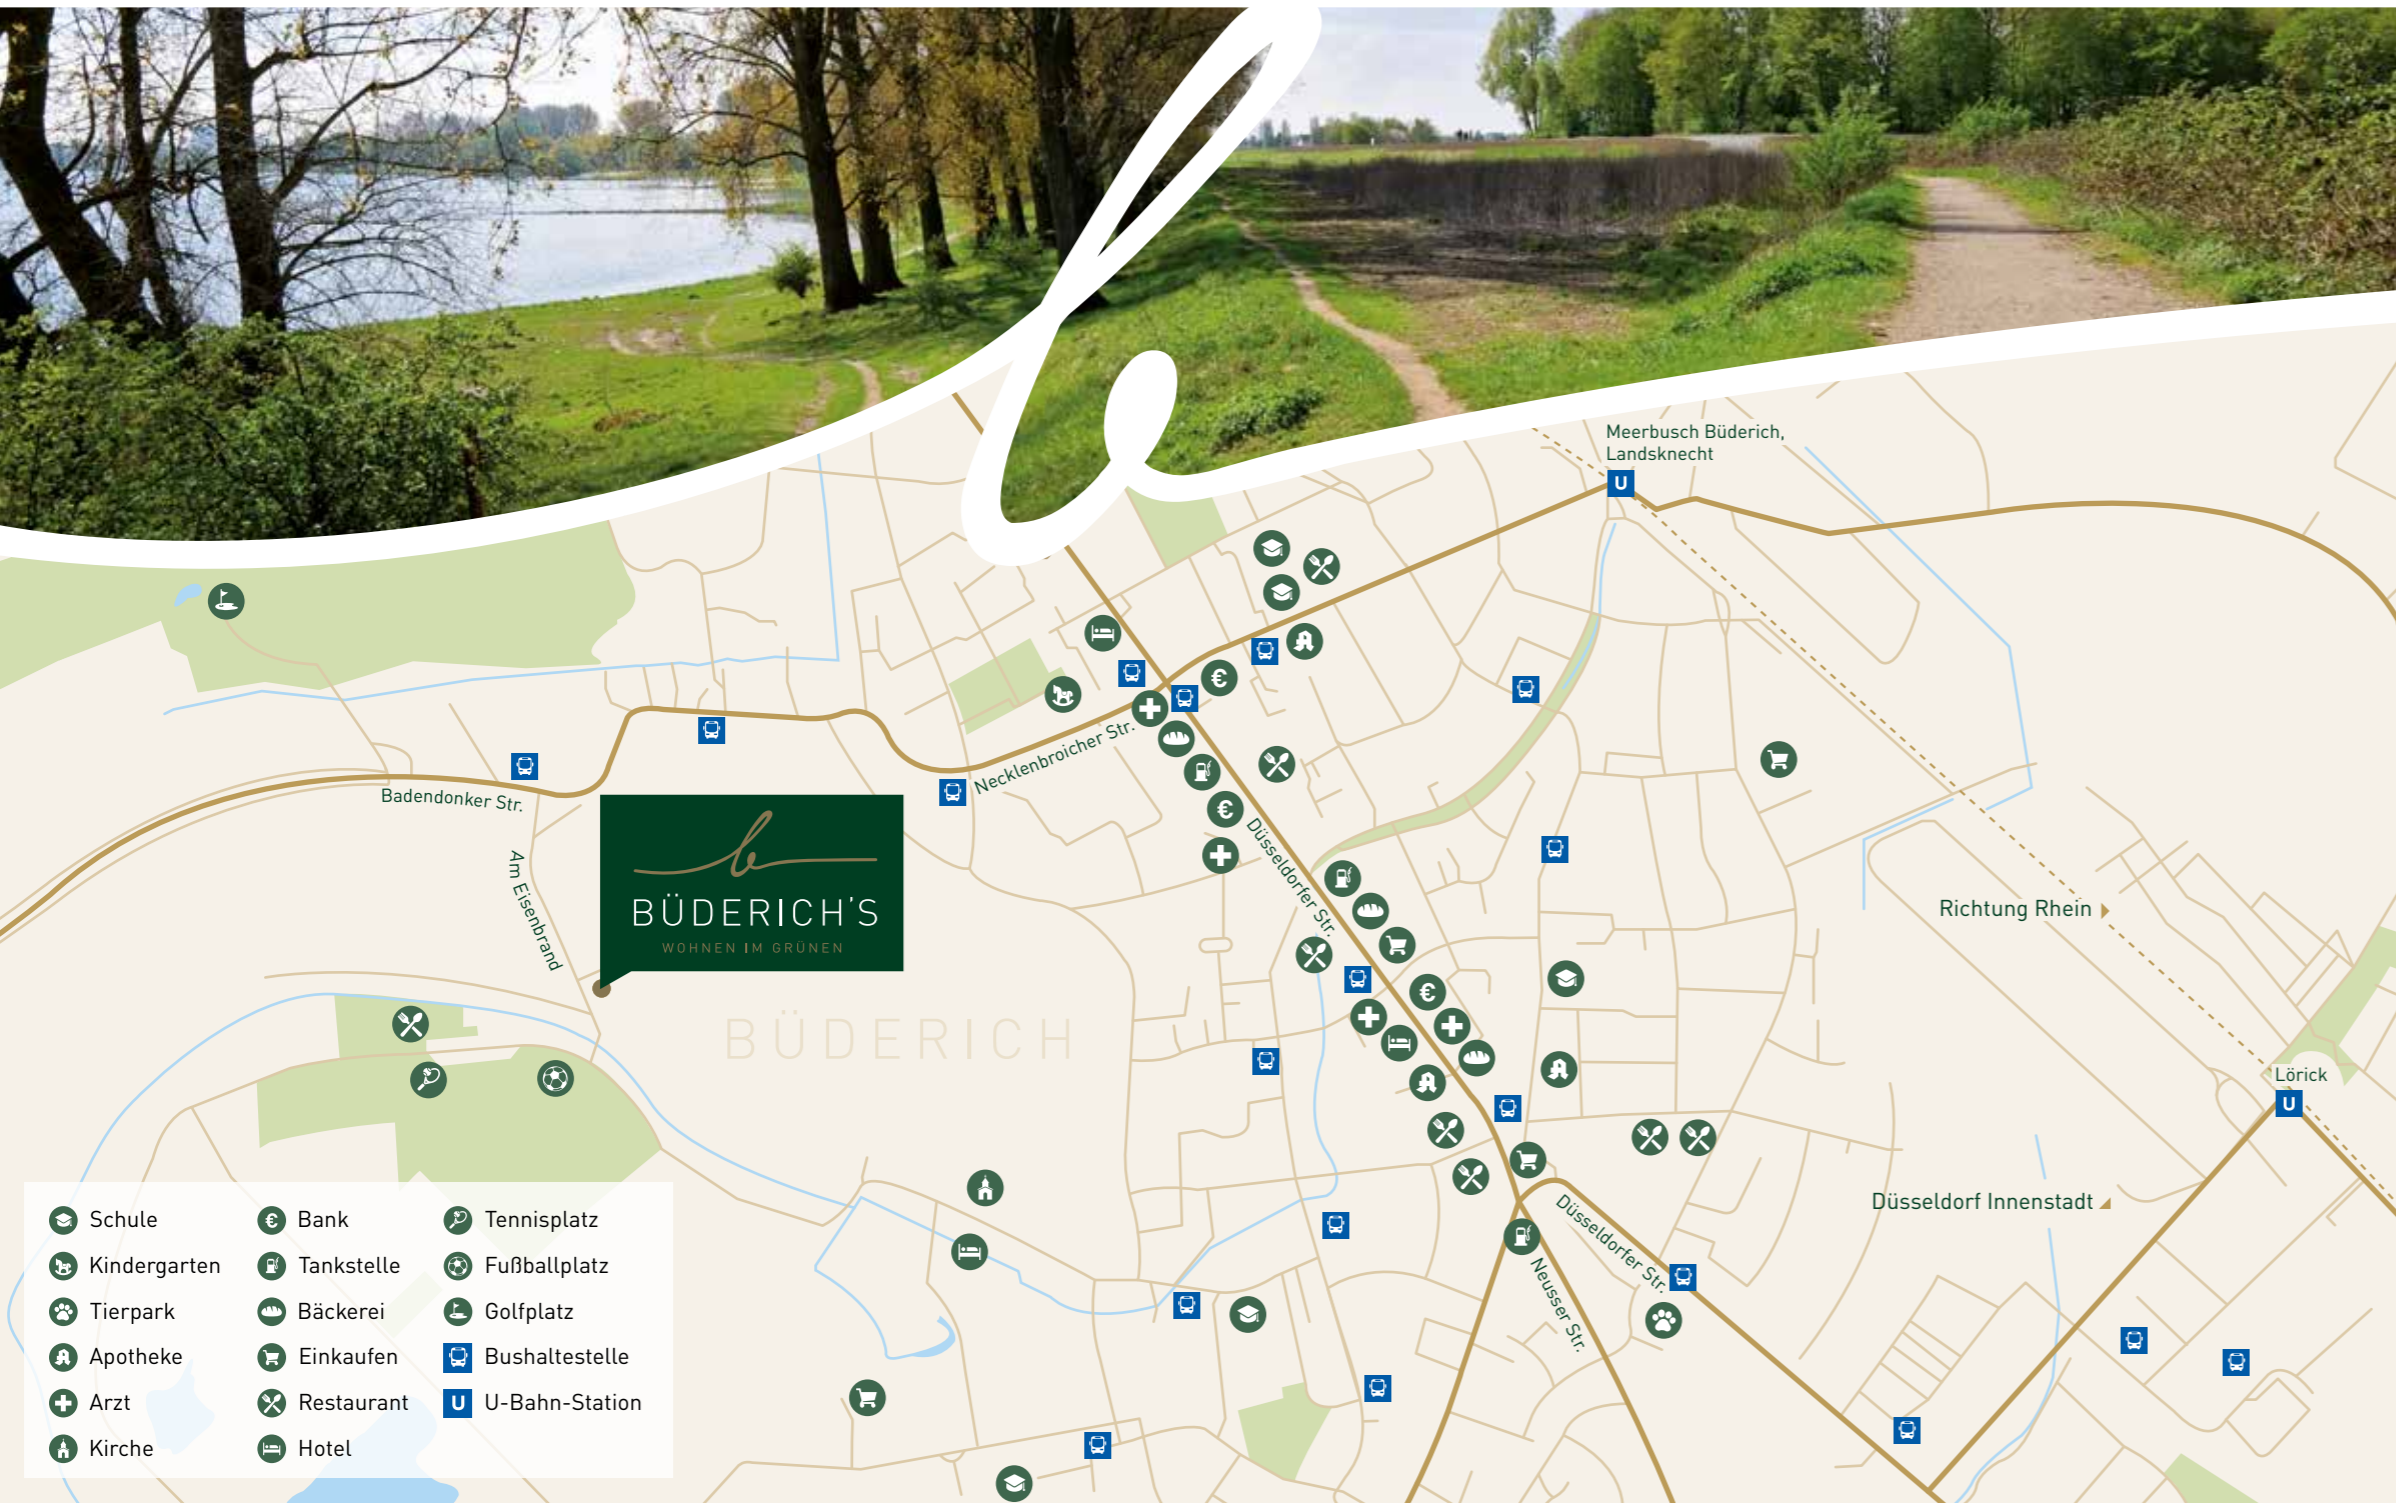 Meerbusch Büderich,
Landsknecht
U
Necklenbroicher Str.
Badendonker Str.
Am Eisenbrand
BÜDERICH'S
WOHNEN IM GRÜNEN
Düsseldorfer Str.
Richtung Rhein
BÜDERICH
Lörick
U
Düsseldorf Innenstadt
Düsseldorfer Str.
Neusser Str.
Schule
Kindergarten
Tierpark
Apotheke
Arzt
Kirche
Bank
Tankstelle
Bäckerei
Einkaufen
Restaurant
Hotel
Tennisplatz
Fußballplatz
Golfplatz
Bushaltestelle
U U-Bahn-Station